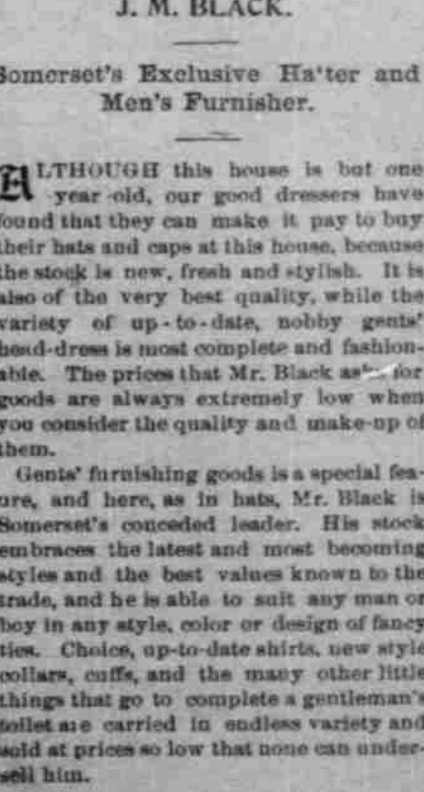 J. M. BLACK.
Somerset's Exclusive Ha'ter and
Men's Furnisher.
ALTHOUGH this house is but one
year old, our good dressers have
found that they can make it pay to buy
their hats and caps at this house, because
the stock is new, fresh and stylish. It is
also of the very best quality, while the
variety of up-to-date, nobby gents'
head-dress is most complete and fashion-
able. The prices that Mr. Black asks for
goods are always extremely low when
you consider the quality and make-up of
them.
Gents' furnishing goods is a special fea-
ure, and here, as in hats, Mr. Black is
Somerset's conceded leader. His stock
embraces the latest and most becoming
styles and the best values known to the
trade, and he is able to suit any man or
boy in any style, color or design of fancy
ties. Choice, up-to-date shirts, new style
collars, cuffs, and the many other little
things that go to complete a gentleman's
toilet are carried in endless variety and
sold at prices so low that none can under-
sell him.